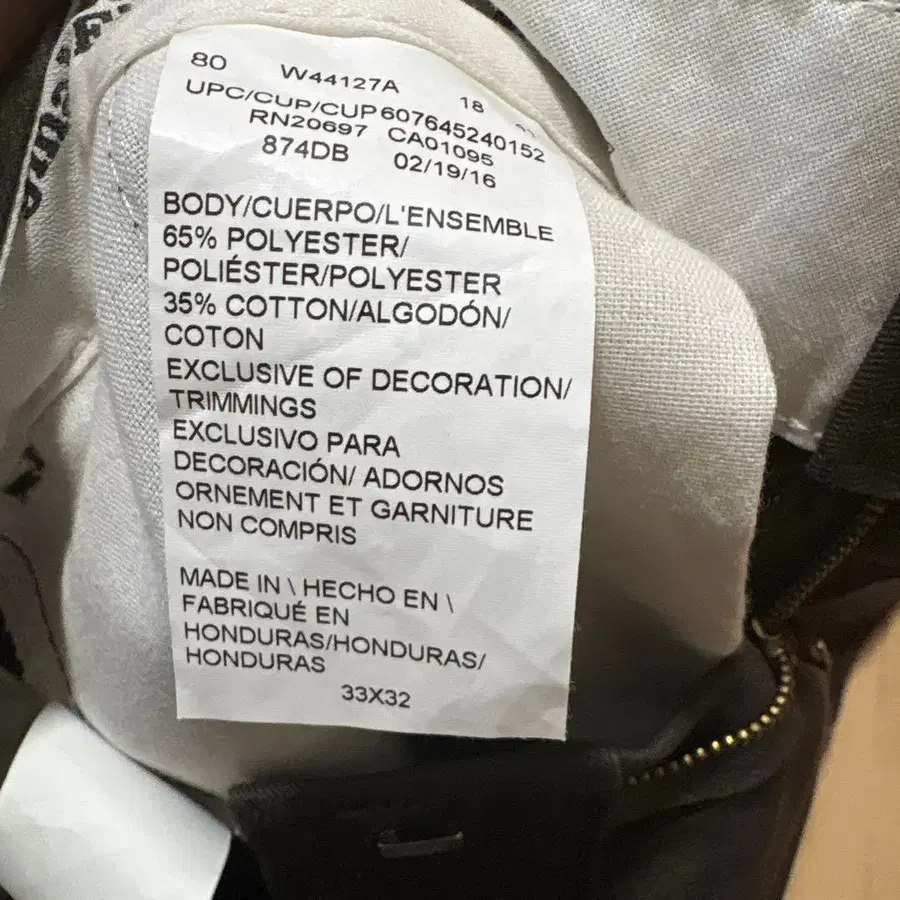 80 W44127A 18
UPC/CUP/CUP 607645240152
RN20697 CA01095
874DB 02/19/16
BODY/CUERPO/L'ENSEMBLE
65% POLYESTER/
POLIÉSTER/POLYESTER
35% COTTON/ALGODÓN/
COTON
EXCLUSIVE OF DECORATION/
TRIMMINGS
EXCLUSIVO PARA
DECORACIÓN/ ADORNOS
ORNEMENT ET GARNITURE
NON COMPRIS
MADE IN \ HECHO EN \
FABRIQUÉ EN
HONDURAS/HONDURAS/
HONDURAS
33X32